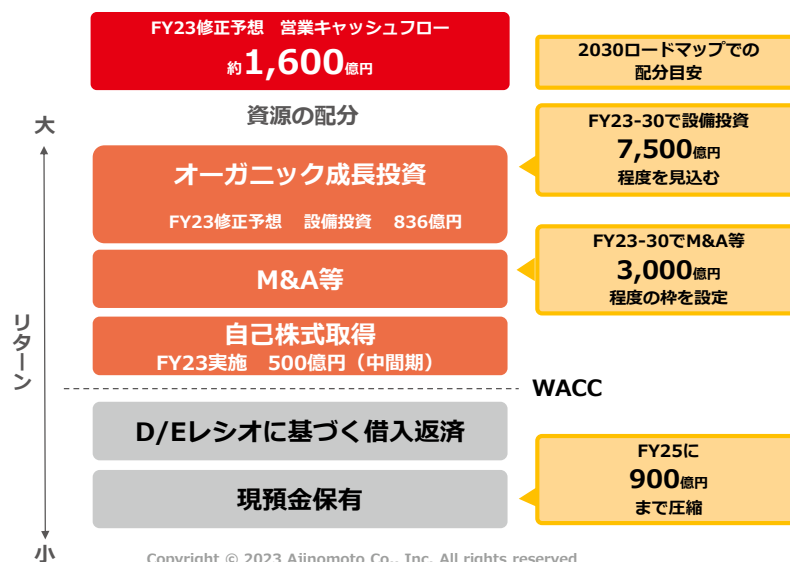 FY23修正予想 営業キャッシュフロー
約1,600億円
2030ロードマップでの
配分目安
資源の配分
大
リターン
小
オーガニック成長投資
FY23修正予想 設備投資 836億円
FY23-30で設備投資
7,500億円
程度を見込む
M&A等
FY23-30でM&A等
3,000億円
程度の枠を設定
自己株式取得
FY23実施 500億円（中間期）
WACC
D/Eレシオに基づく借入返済
現預金保有
FY25に
900億円
まで圧縮
Copyright © 2023 Ajinomoto Co., Inc. All rights reserved